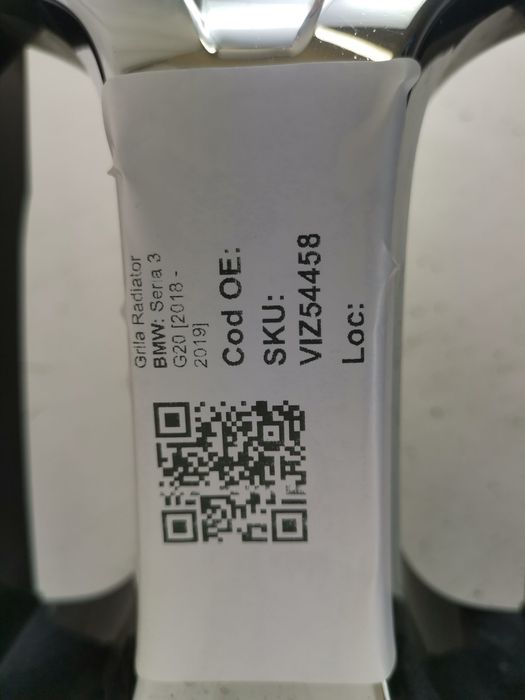 Grila Radiator
BMW: Seria 3
G20 [2018 -
2019]
Cod OE:
SKU:
VIZ54458
Loc: